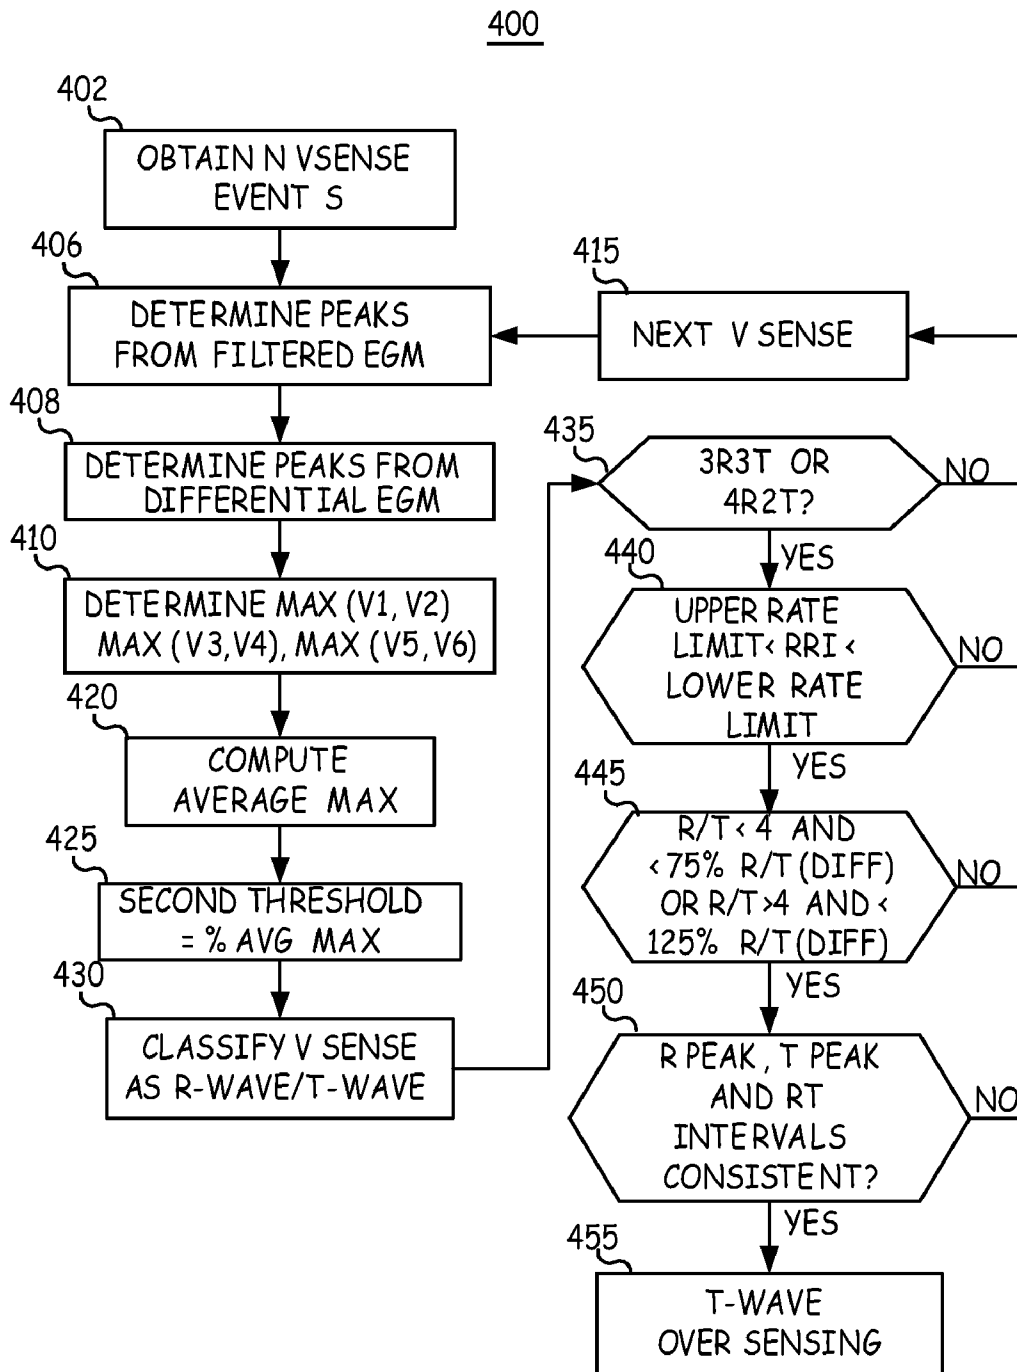 400
402
OBTAIN N VSENSE
EVENT S
406
DETERMINE PEAKS
FROM FILTERED EGM
408
DETERMINE PEAKS FROM
DIFFERENTIAL EGM
410
DETERMINE MAX (V1, V2)
MAX (V3,V4), MAX (V5, V6)
420
COMPUTE
AVERAGE MAX
425
SECOND THRESHOLD
= % AVG MAX
430
CLASSIFY V SENSE
AS R-WAVE/T-WAVE
415
NEXT V SENSE
435
3R3T OR
4R2T?
NO
YES
440
UPPER RATE
LIMIT< RRI <
LOWER RATE
LIMIT
NO
YES
445
R/T < 4 AND
<75% R/T (DIFF)
OR R/T >4 AND <
125% R/T (DIFF)
NO
YES
450
R PEAK, T PEAK
AND RT
INTERVALS
CONSISTENT?
NO
YES
455
T-WAVE
OVER SENSING